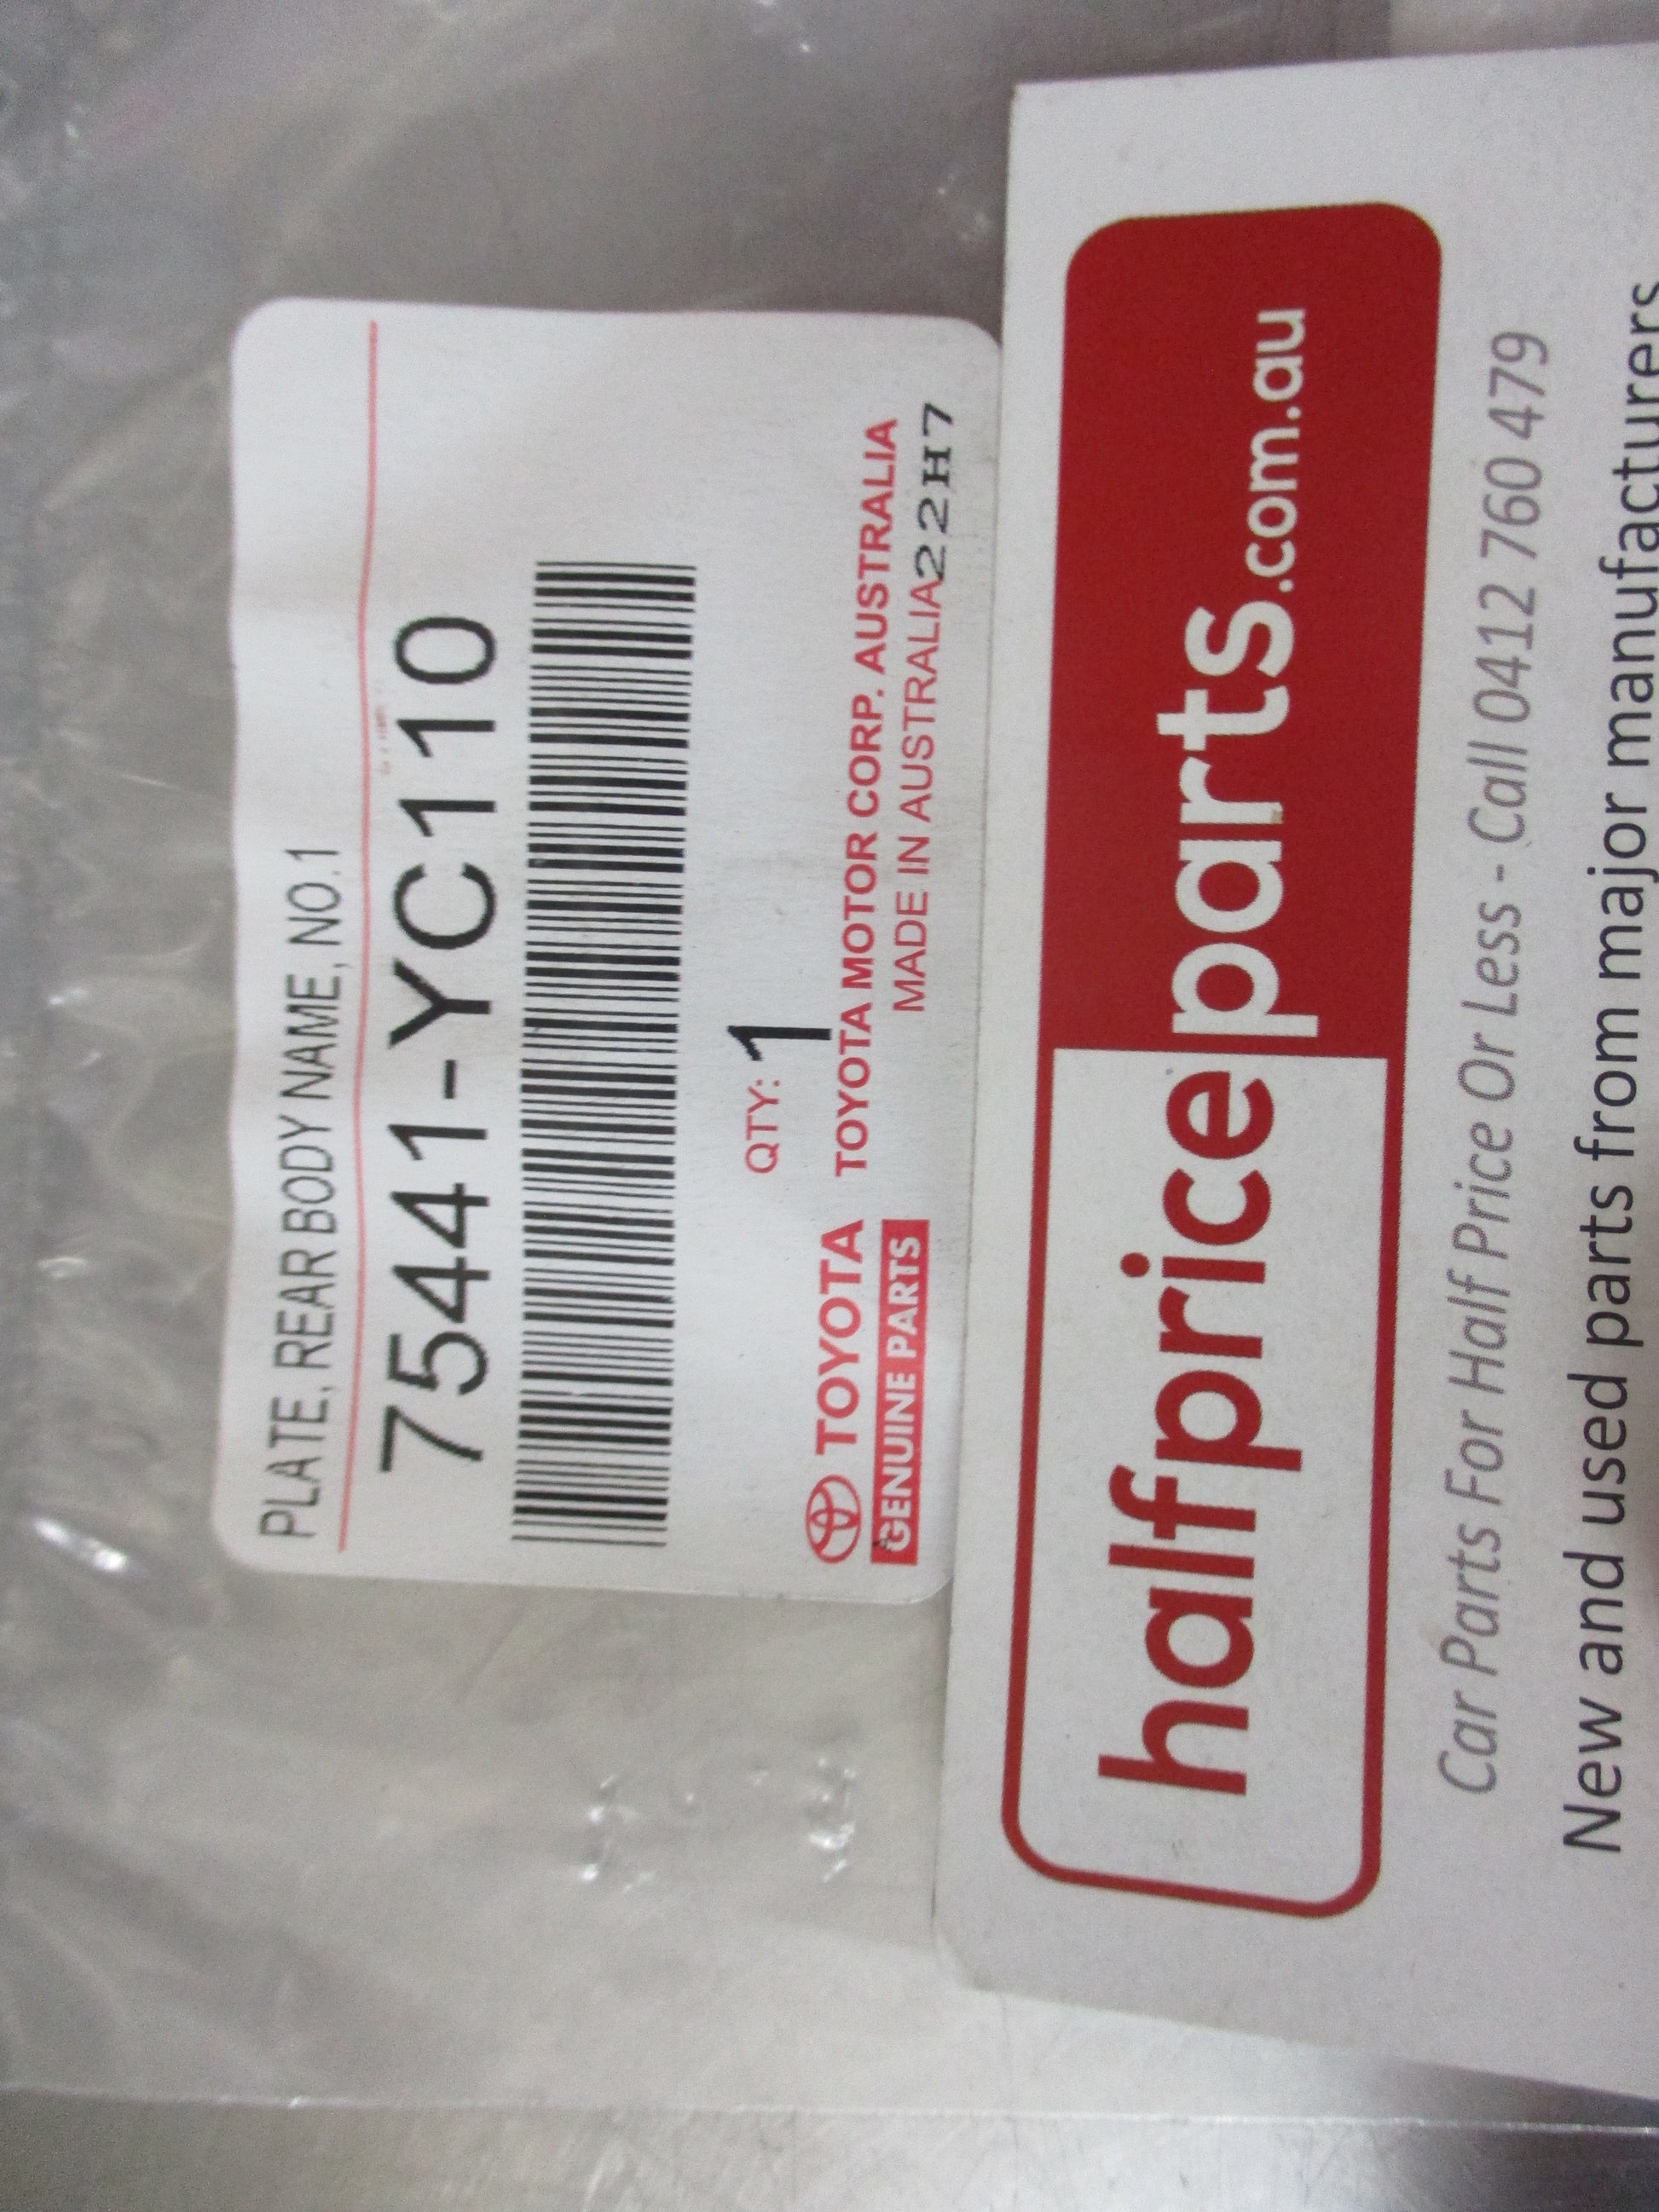 PLATE, REAR BODY NAME, NO.1
75441-YC110
QTY: 1
TOYOTA
GENUINE PARTS
TOYOTA MOTOR CORP. AUSTRALIA
MADE IN AUSTRALIA 22H7
halfpriceparts.com.au
Car Parts For Half Price Or Less - Call 0412 760 479
New and used parts from major manufacturers